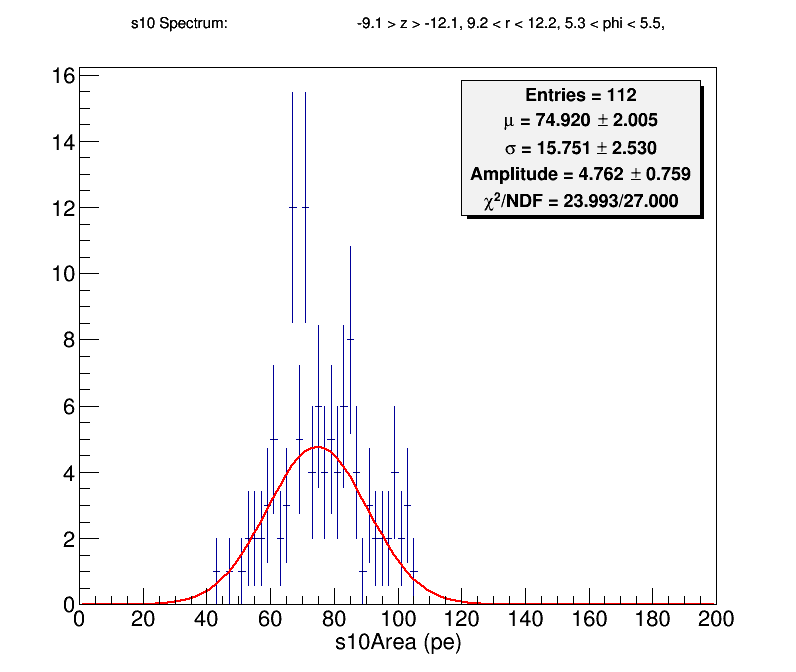 s10 Spectrum: -9.1 > z > -12.1, 9.2 < r < 12.2, 5.3 < phi < 5.5,
Entries = 112
μ = 74.920 ± 2.005
σ = 15.751 ± 2.530
Amplitude = 4.762 ± 0.759
χ²/NDF = 23.993/27.000
16
14
12
10
8
6
4
2
0
0 20 40 60 80 100 120 140 160 180 200
s10Area (pe)